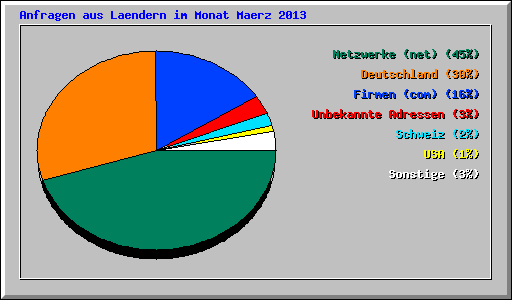 Anfragen aus Laendern im Monat Maerz 2013
Netzwerke (net) (45%)
Deutschland (30%)
Firmen (com) (16%)
Unbekannte Adressen (3%)
Schweiz (2%)
USA (1%)
Sonstige (3%)